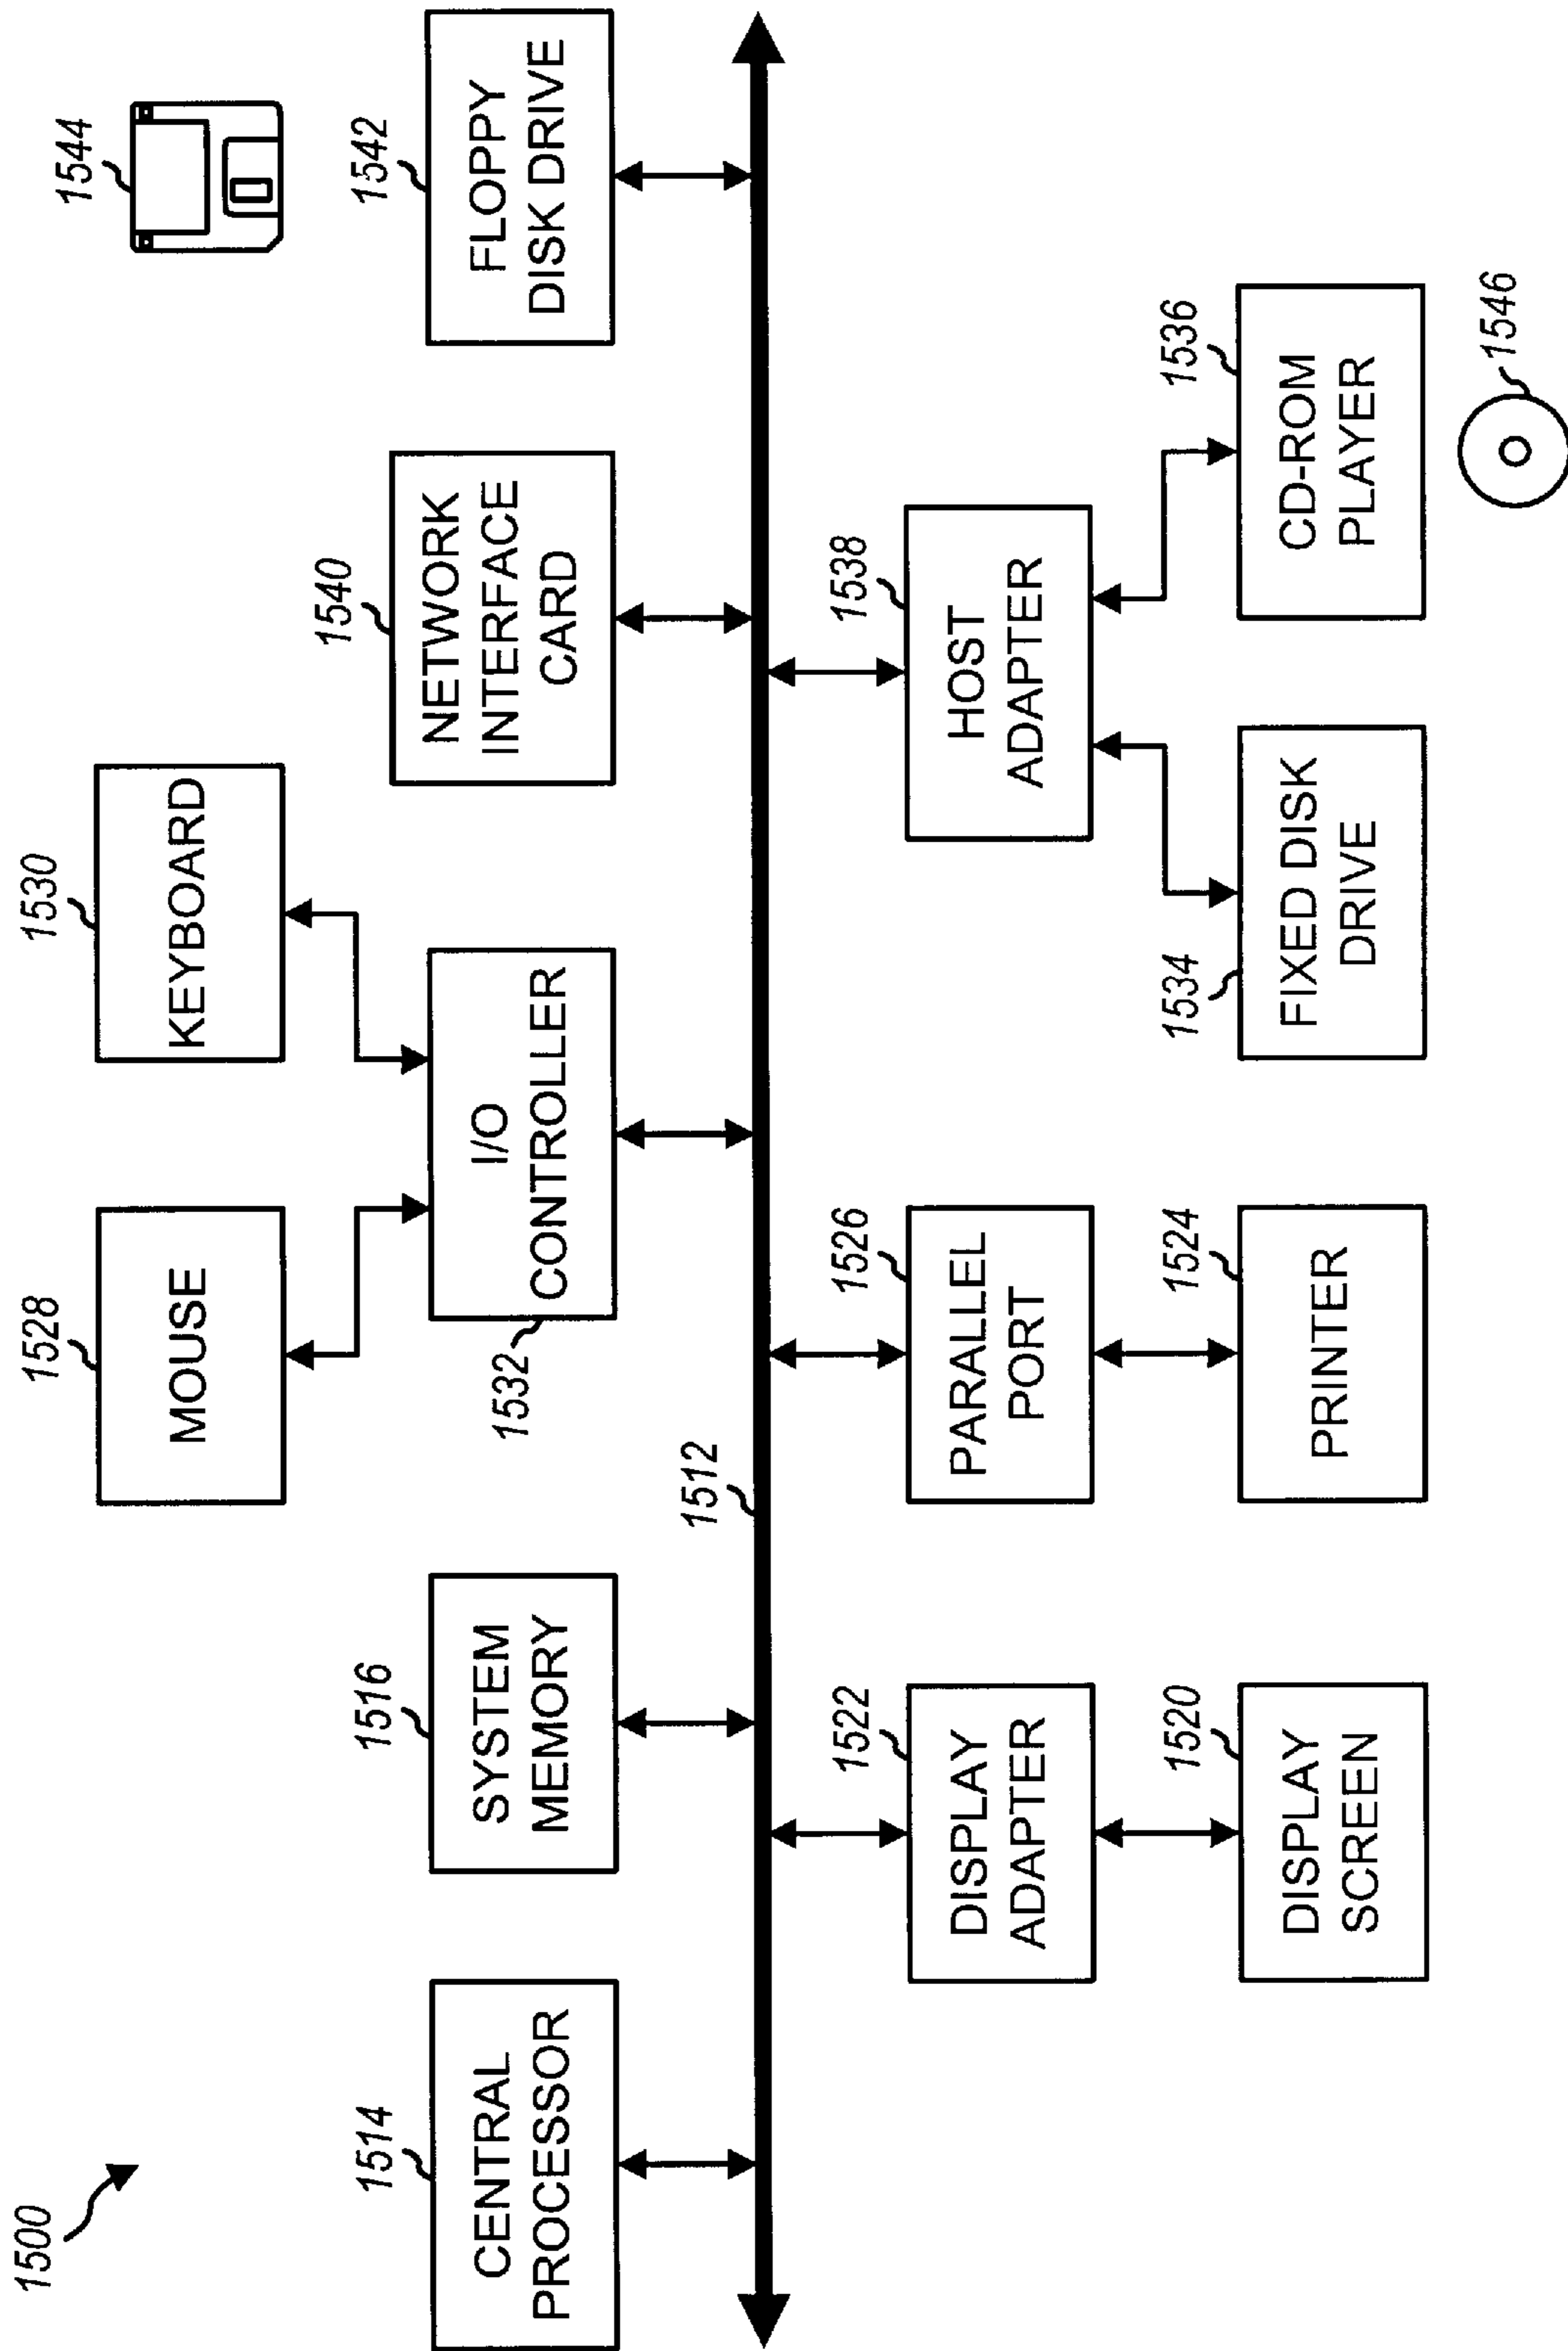 1500
1514
CENTRAL
PROCESSOR
1516
SYSTEM
MEMORY
1528
MOUSE
1530
KEYBOARD
1532
I/O
CONTROLLER
1540
NETWORK
INTERFACE
CARD
1544
1542
FLOPPY
DISK DRIVE
1512
1522
DISPLAY
ADAPTER
1520
DISPLAY
SCREEN
1526
PARALLEL
PORT
1524
PRINTER
1538
HOST
ADAPTER
1534
FIXED DISK
DRIVE
1536
CD-ROM
PLAYER
1546